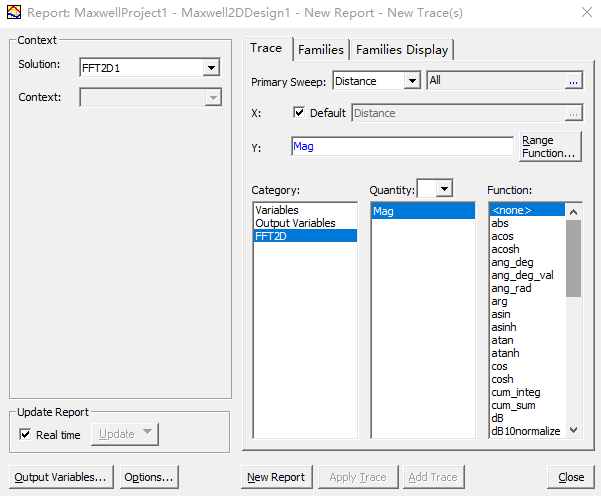 Report: MaxwellProject1 - Maxwell2DDesign1 - New Report - New Trace(s)
Context
Solution: FFT2D1
Context:
Update Report
Real time Update
Output Variables... Options...
Trace Families Families Display
Primary Sweep: Distance All ...
X: Default Distance ...
Y: Mag Range Function...
Category: Quantity: Function:
Variables
Output Variables
FFT2D
Mag
<none>
abs
acos
acosh
ang_deg
ang_deg_val
ang_rad
arg
asin
asinh
atan
atanh
cos
cosh
cum_integ
cum_sum
dB
dB10normalize
New Report Apply Trace Add Trace Close